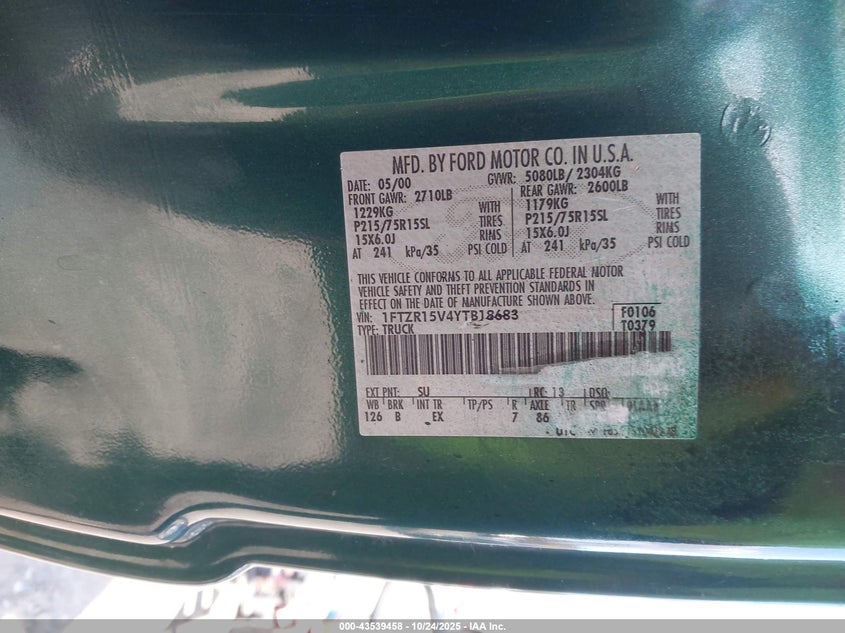 MFD. BY FORD MOTOR CO. IN U.S.A.
DATE: 05/00 GVWR: 5080LB/ 2304KG
FRONT GAWR: 2710LB REAR GAWR: 2600LB
1229KG WITH 1179KG WITH
P215/75R15SL TIRES P215/75R15SL TIRES
15X6.0J RIMS 15X6.0J RIMS
AT 241 kPa/35 PSI COLD AT 241 kPa/35 PSI COLD
THIS VEHICLE CONFORMS TO ALL APPLICABLE FEDERAL MOTOR
VEHICLE SAFETY AND THEFT PREVENTION STANDARDS IN
EFFECT ON THE DATE OF MANUFACTURE SHOWN ABOVE.
VIN: 1FTZR15V4YTB18683 F0106
TYPE: TRUCK T0379
EXT PNT: SU RC: 13 DSO:
WB BRK INT TR TP/PS R AXLE TR SPR
126 B EX 7 86
000-43539458 - 10/24/2025 - © IAA Inc.